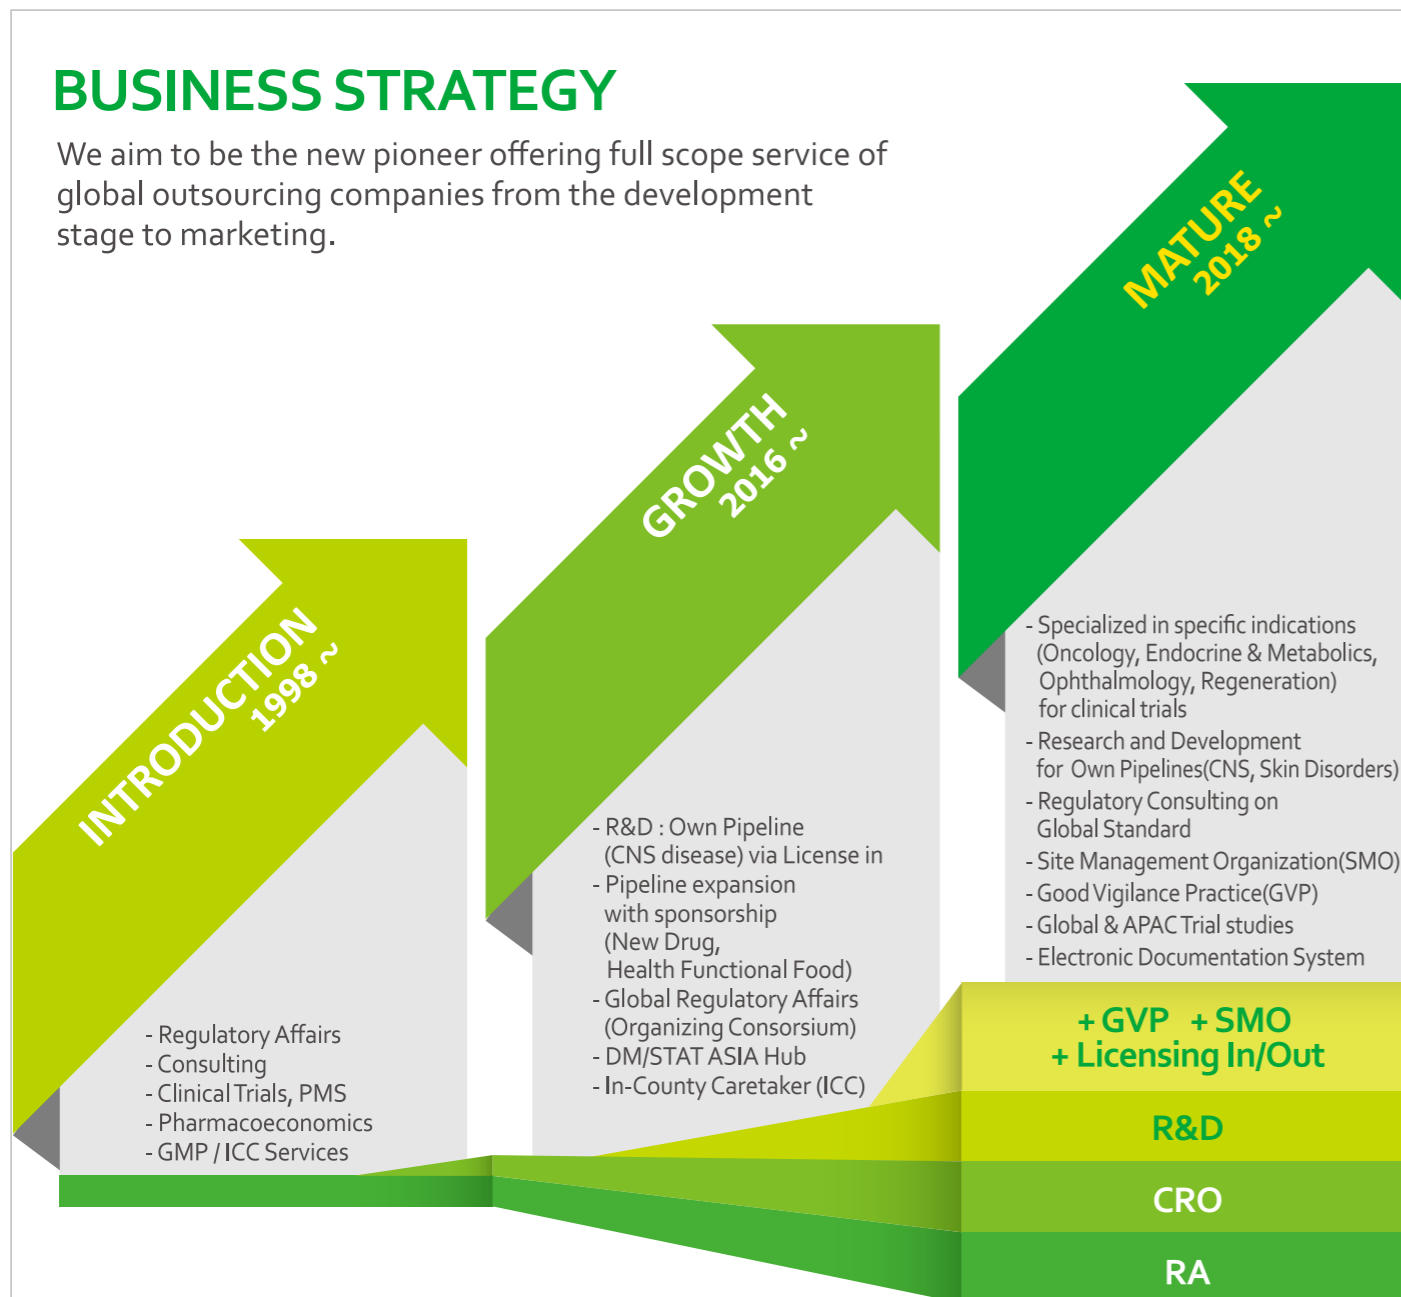 BUSINESS STRATEGY
We aim to be the new pioneer offering full scope service of
global outsourcing companies from the development
stage to marketing.
INTRODUCTION
1998 ~
- Regulatory Affairs
- Consulting
- Clinical Trials, PMS
- Pharmacoeconomics
- GMP / ICC Services
GROWTH
2016 ~
- R&D : Own Pipeline
(CNS disease) via License in
- Pipeline expansion
with sponsorship
(New Drug,
Health Functional Food)
- Global Regulatory Affairs
(Organizing Consorsium)
- DM/STAT ASIA Hub
- In-County Caretaker (ICC)
MATURE
2018 ~
- Specialized in specific indications
(Oncology, Endocrine & Metabolics,
Ophthalmology, Regeneration)
for clinical trials
- Research and Development
for Own Pipelines(CNS, Skin Disorders)
- Regulatory Consulting on
Global Standard
- Site Management Organization(SMO)
- Good Vigilance Practice(GVP)
- Global & APAC Trial studies
- Electronic Documentation System
+ GVP + SMO
+ Licensing In/Out
R&D
CRO
RA